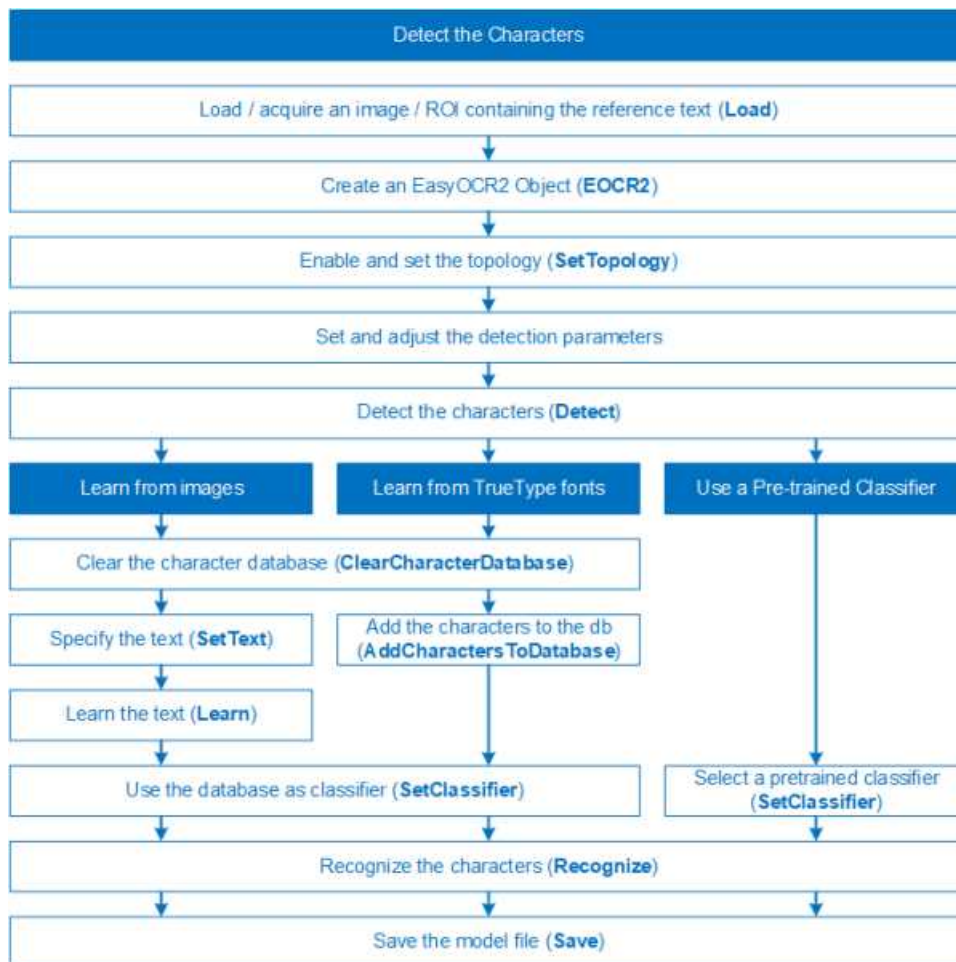 Detect the Characters
Load / acquire an image / ROI containing the reference text (Load)
Create an EasyOCR2 Object (EOCR2)
Enable and set the topology (SetTopology)
Set and adjust the detection parameters
Detect the characters (Detect)
Learn from images
Learn from TrueType fonts
Use a Pre-trained Classifier
Clear the character database (ClearCharacterDatabase)
Specify the text (SetText)
Add the characters to the db
(AddCharactersToDatabase)
Learn the text (Learn)
Use the database as classifier (SetClassifier)
Select a pretrained classifier
(SetClassifier)
Recognize the characters (Recognize)
Save the model file (Save)